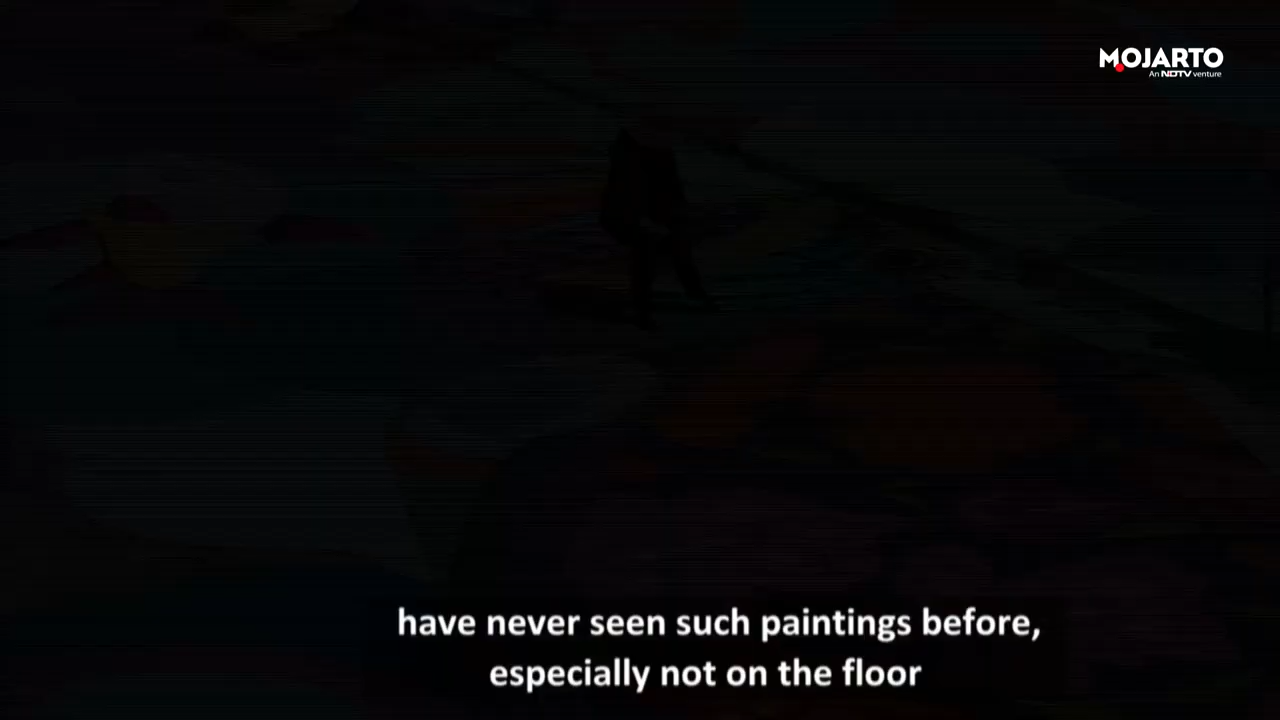 MOJARTO
An NDTV venture
have never seen such paintings before,
especially not on the floor